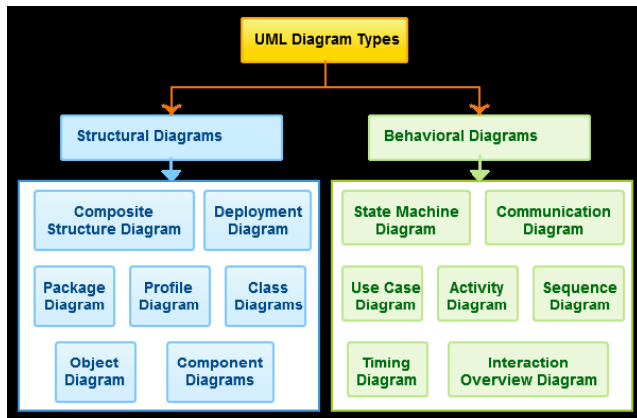 UML Diagram Types
Structural Diagrams
Behavioral Diagrams
Composite
Structure Diagram
Deployment
Diagram
Package
Diagram
Profile
Diagram
Class
Diagrams
Object
Diagram
Component
Diagrams
State Machine
Diagram
Communication
Diagram
Use Case
Diagram
Activity
Diagram
Sequence
Diagram
Timing
Diagram
Interaction
Overview Diagram